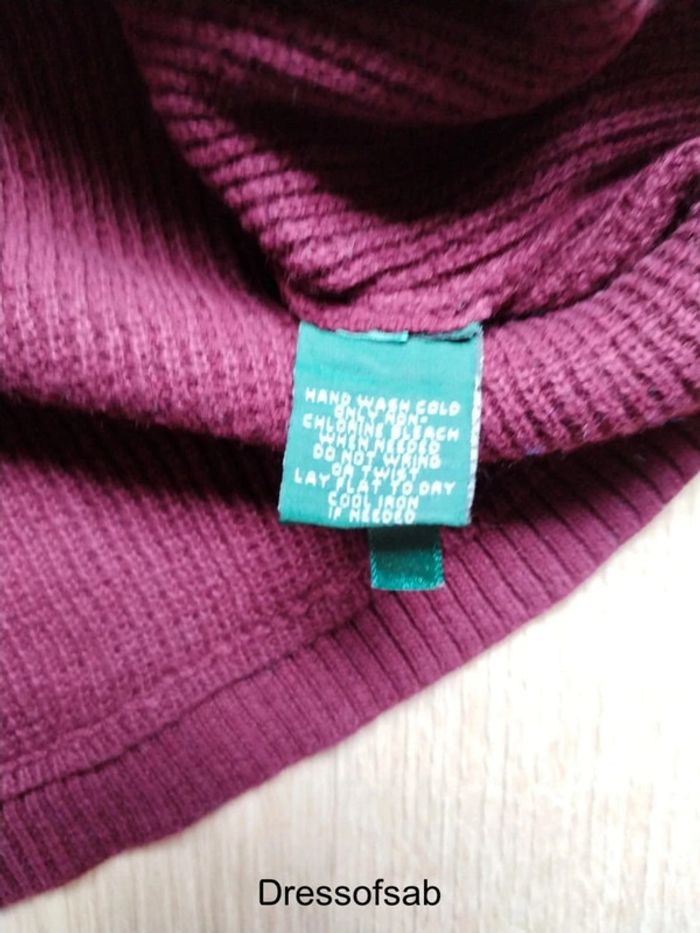 HAND WASH COLD
ONLY NON-
CHLORINE BLEACH
WHEN NEEDED
DO NOT WRING
OR TWIST
LAY FLAT TO DRY
COOL IRON
IF NEEDED
Dressofsab